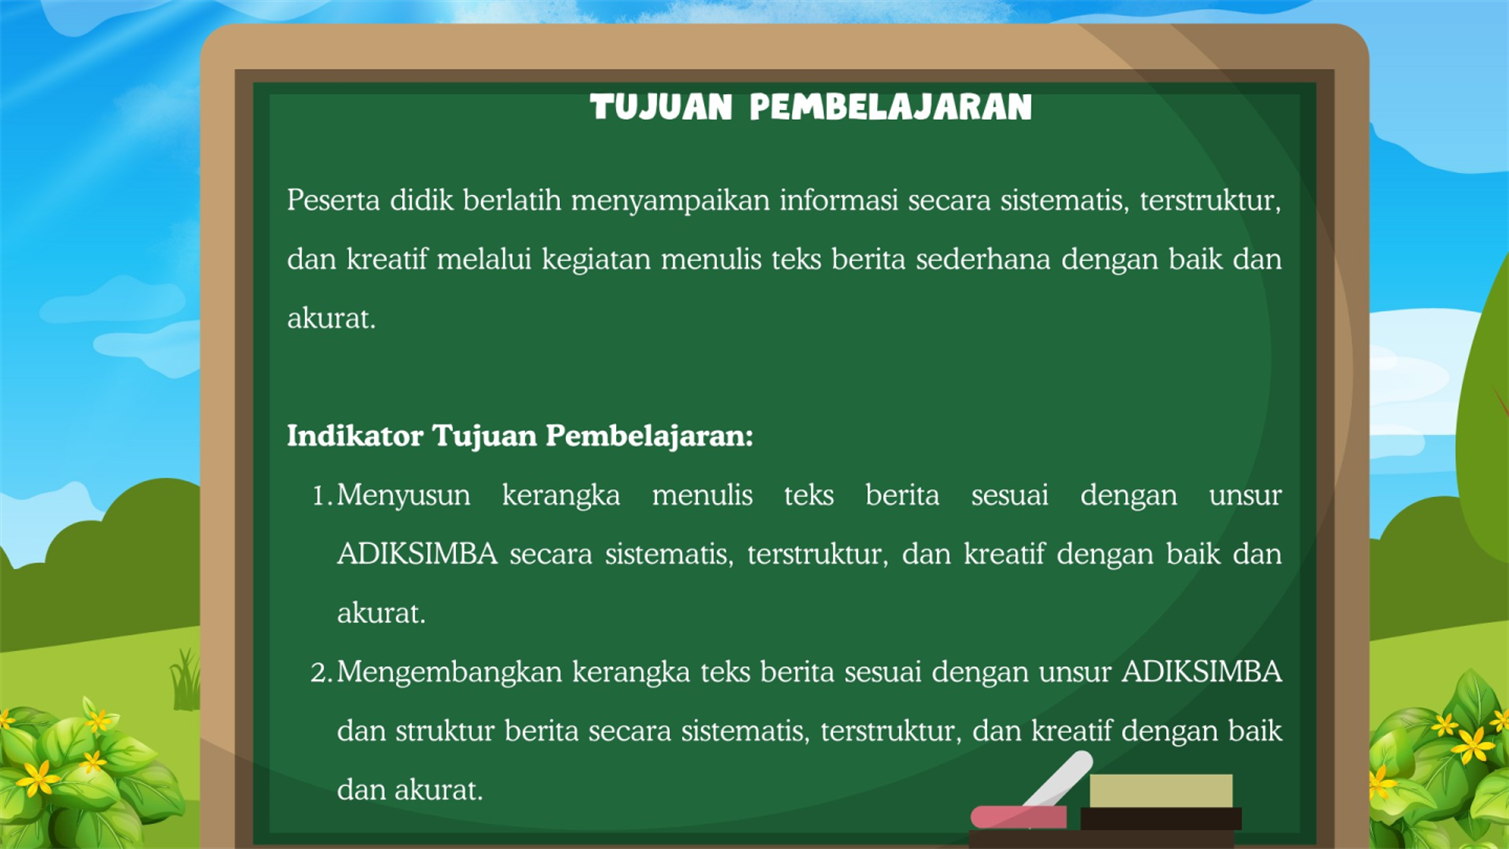 TUJUAN PEMBELAJARAN
Peserta didik berlatih menyampaikan informasi secara sistematis, terstruktur,
dan kreatif melalui kegiatan menulis teks berita sederhana dengan baik dan
akurat.
Indikator Tujuan Pembelajaran:
1. Menyusun kerangka menulis teks berita sesuai dengan unsur
ADIKSIMBA secara sistematis, terstruktur, dan kreatif dengan baik dan
akurat.
2. Mengembangkan kerangka teks berita sesuai dengan unsur ADIKSIMBA
dan struktur berita secara sistematis, terstruktur, dan kreatif dengan baik
dan akurat.